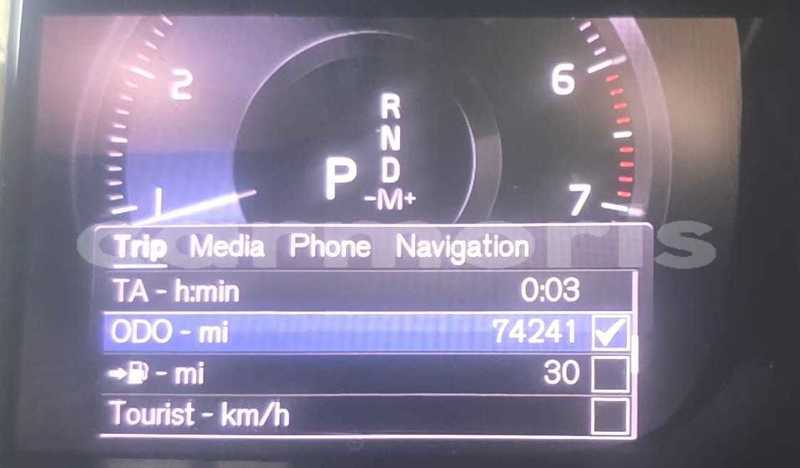 2
6
R
N
D
P
-M+
1
7
carmoris
Trip Media Phone Navigation
TA - h:min 0:03
ODO - mi 74241
- mi 30
Tourist - km/h